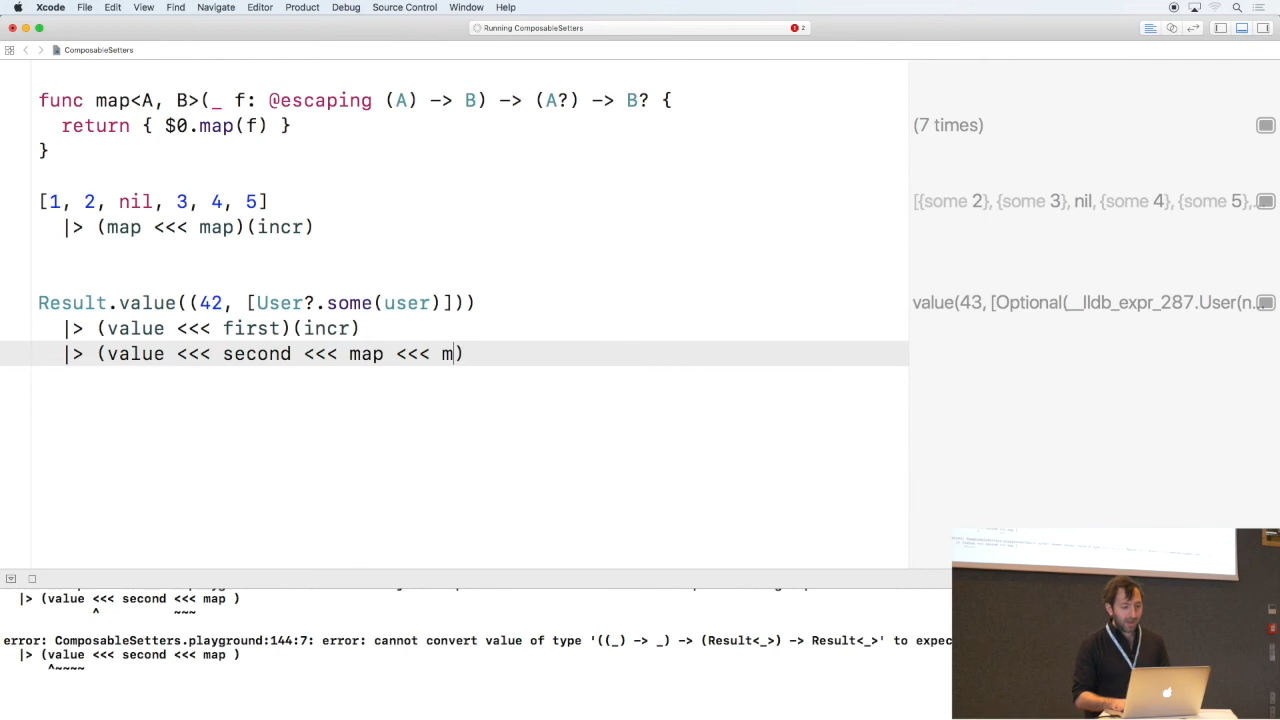 Xcode File Edit View Find Navigate Editor Product Debug Source Control Window Help
Running ComposableSetters 2
ComposableSetters
func map<A, B>(_ f: @escaping (A) -> B) -> (A?) -> B? {
return { $0.map(f) }
(7 times)
}
[1, 2, nil, 3, 4, 5]
[{some 2}, {some 3}, nil, {some 4}, {some 5},...
|> (map <<< map)(incr)
Result.value((42, [User?.some(user)]))
value(43, [Optional(__lldb_expr_287.User(n...
|> (value <<< first)(incr)
|> (value <<< second <<< map <<< m)
|> (value <<< second <<< map )
^ ~~~
error: ComposableSetters.playground:144:7: error: cannot convert value of type '((_) -> _) -> (Result<_>) -> Result<_>' to expec
|> (value <<< second <<< map )
^~~~~